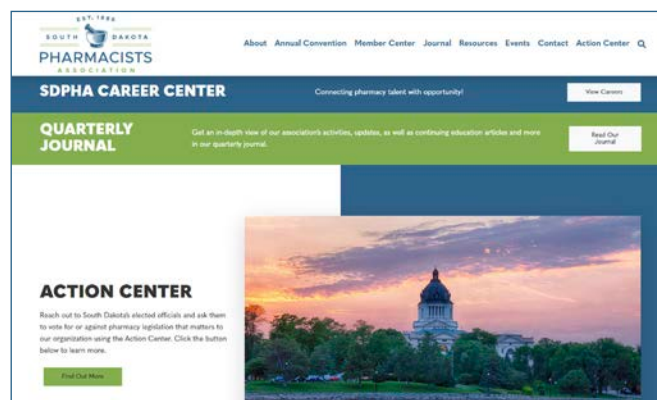 EST. 1886
SOUTH DAKOTA
PHARMACISTS
ASSOCIATION
About Annual Convention Member Center Journal Resources Events Contact Action Center
SDPHA CAREER CENTER
Connecting pharmacy talent with opportunity!
View Careers
QUARTERLY
JOURNAL
Get an in-depth view of our association's activities, updates, as well as continuing education articles and more
in our quarterly journal.
Read Our
Journal
ACTION CENTER
Reach out to South Dakota's elected officials and ask them
to vote for or against pharmacy legislation that matters to
our organization using the Action Center. Click the button
below to learn more.
Find Out More